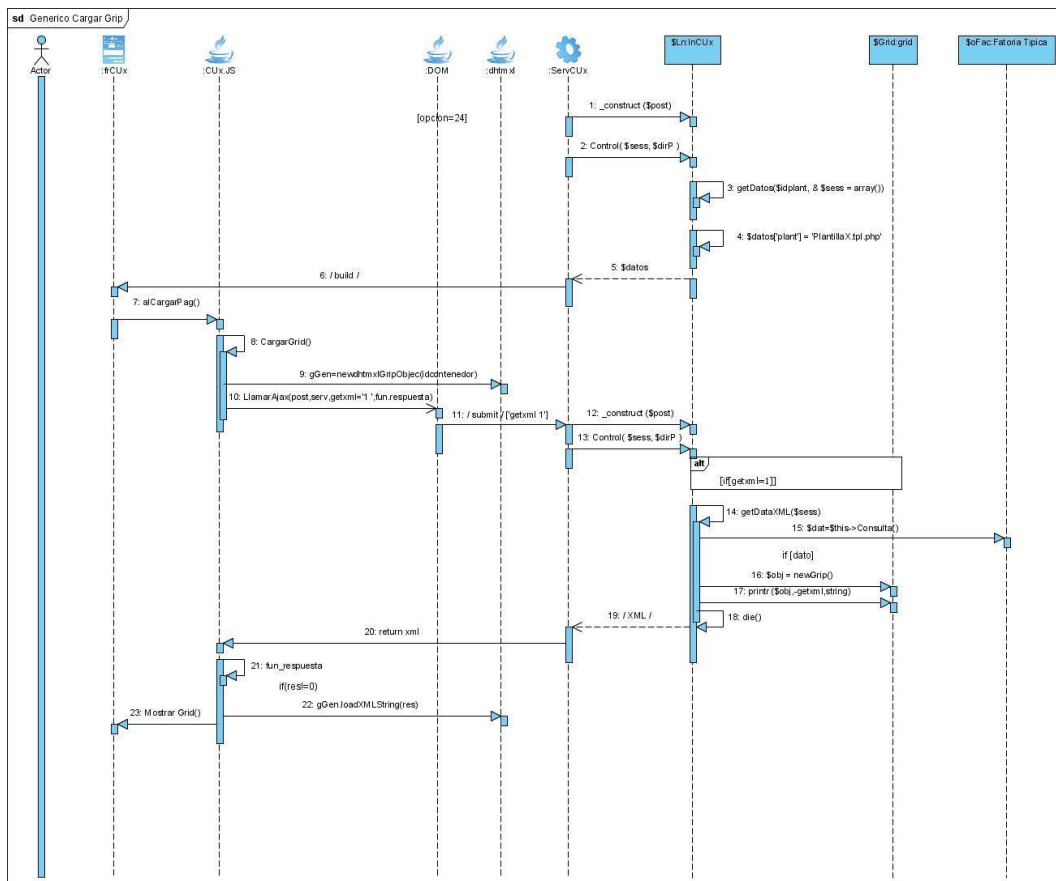 sd Generico Cargar Grip
Actor
:frCUx
:CUx.JS
:DOM
:dhtmxl
:ServCUx
$Ln:lnCUx
$Grid:grid
$oFac:Fatoria Tipica
[opcion=24]
1: _construct ($post)
2: Control( $sess, $dirP )
3: getDatos($idplant, & $sess = array())
4: $datos['plant'] = 'PlantillaX.tpl.php'
5: $datos
6: / build /
7: alCargarPag()
8: CargarGrid()
9: gGen=newdhtmxlGripObjec(idcontenedor)
10: LlamarAjax(post,serv,getxml='1 ',fun.respuesta)
11: / submit / ['getxml 1']
12: _construct ($post)
13: Control( $sess, $dirP )
alt
[if[getxml=1]]
14: getDataXML($sess)
15: $dat=$this->Consulta()
if [dato]
16: $obj = newGrip()
17: printr ($obj,-getxml,string)
18: die()
19: / XML /
20: return xml
21: fun_respuesta
if(res!=0)
22: gGen.loadXMLString(res)
23: Mostrar Grid()